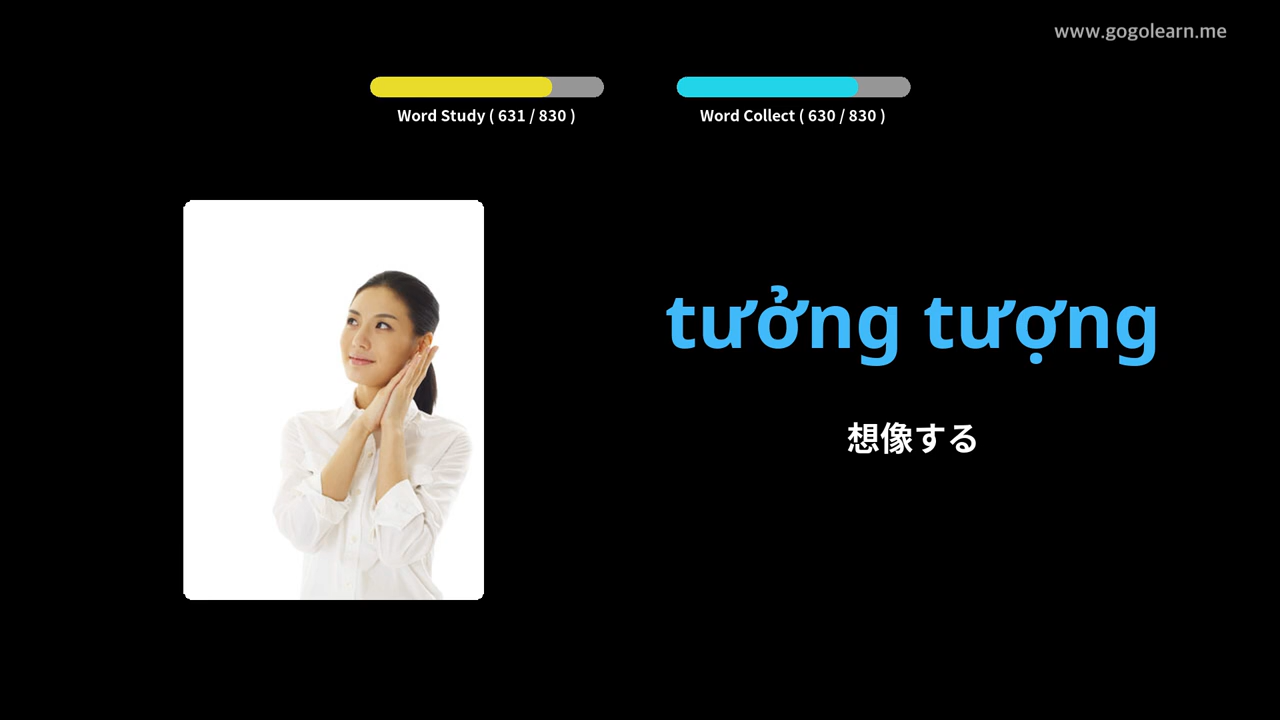 www.gogolearn.me
Word Study ( 631 / 830 )
Word Collect ( 630 / 830 )
tưởng tượng
想像する